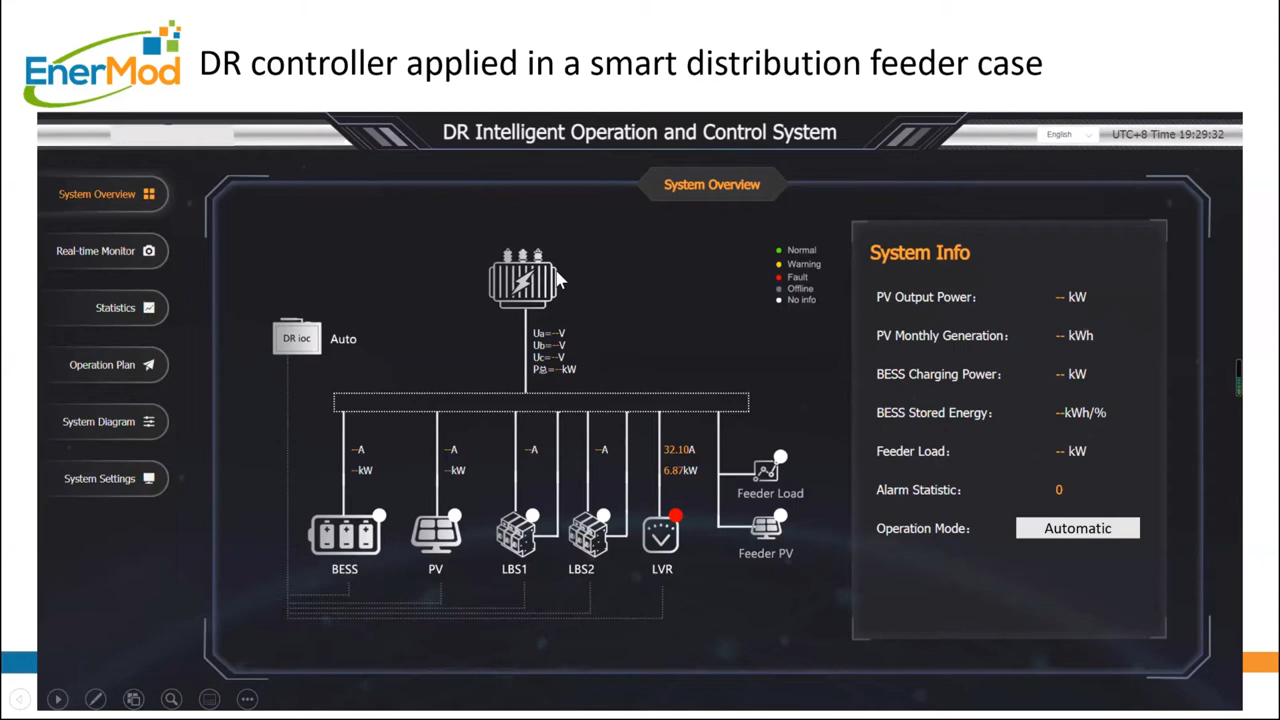 EnerMod
DR controller applied in a smart distribution feeder case
DR Intelligent Operation and Control System
English
UTC+8 Time 19:29:32
System Overview
Real-time Monitor
Statistics
Operation Plan
System Diagram
System Settings
System Overview
Normal
Warning
Fault
Offline
No info
DR ioc
Auto
Ua=--V
Ub=--V
Uc=--V
P总=--kW
--A
--kW
--A
--kW
--A
--A
32.10A
6.87kW
Feeder Load
Feeder PV
BESS
PV
LBS1
LBS2
LVR
System Info
PV Output Power: -- kW
PV Monthly Generation: -- kWh
BESS Charging Power: -- kW
BESS Stored Energy: --kWh/%
Feeder Load: -- kW
Alarm Statistic: 0
Operation Mode: Automatic